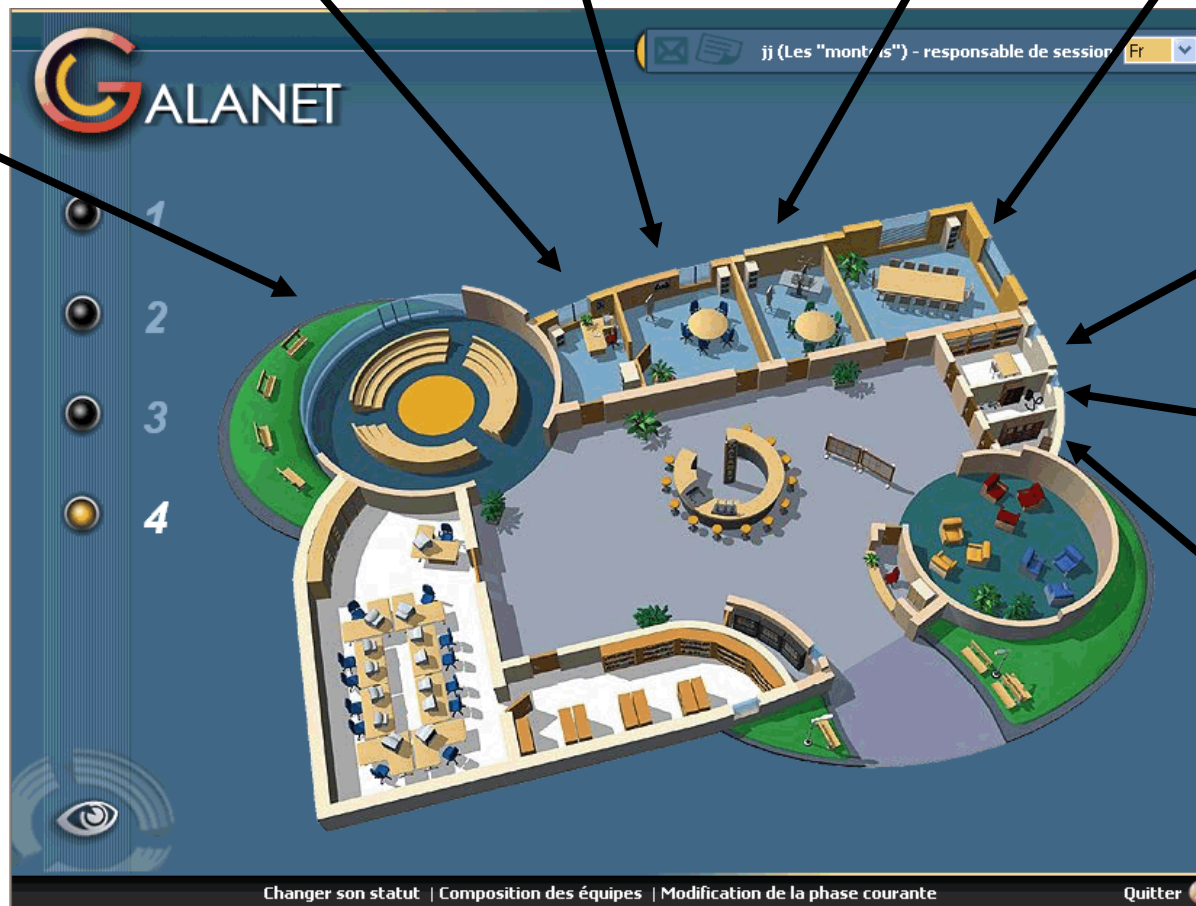 jj (Les "montois") - responsable de session Fr
GALANET
1
2
3
4
Changer son statut | Composition des équipes | Modification de la phase courante Quitter